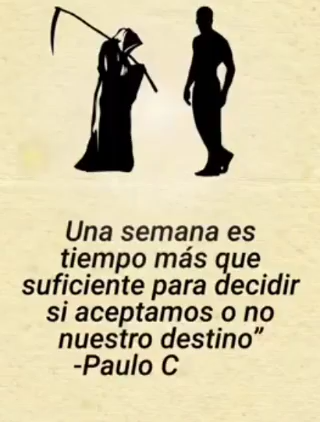 Una semana es
tiempo más que
suficiente para decidir
si aceptamos o no
nuestro destino”
-Paulo C